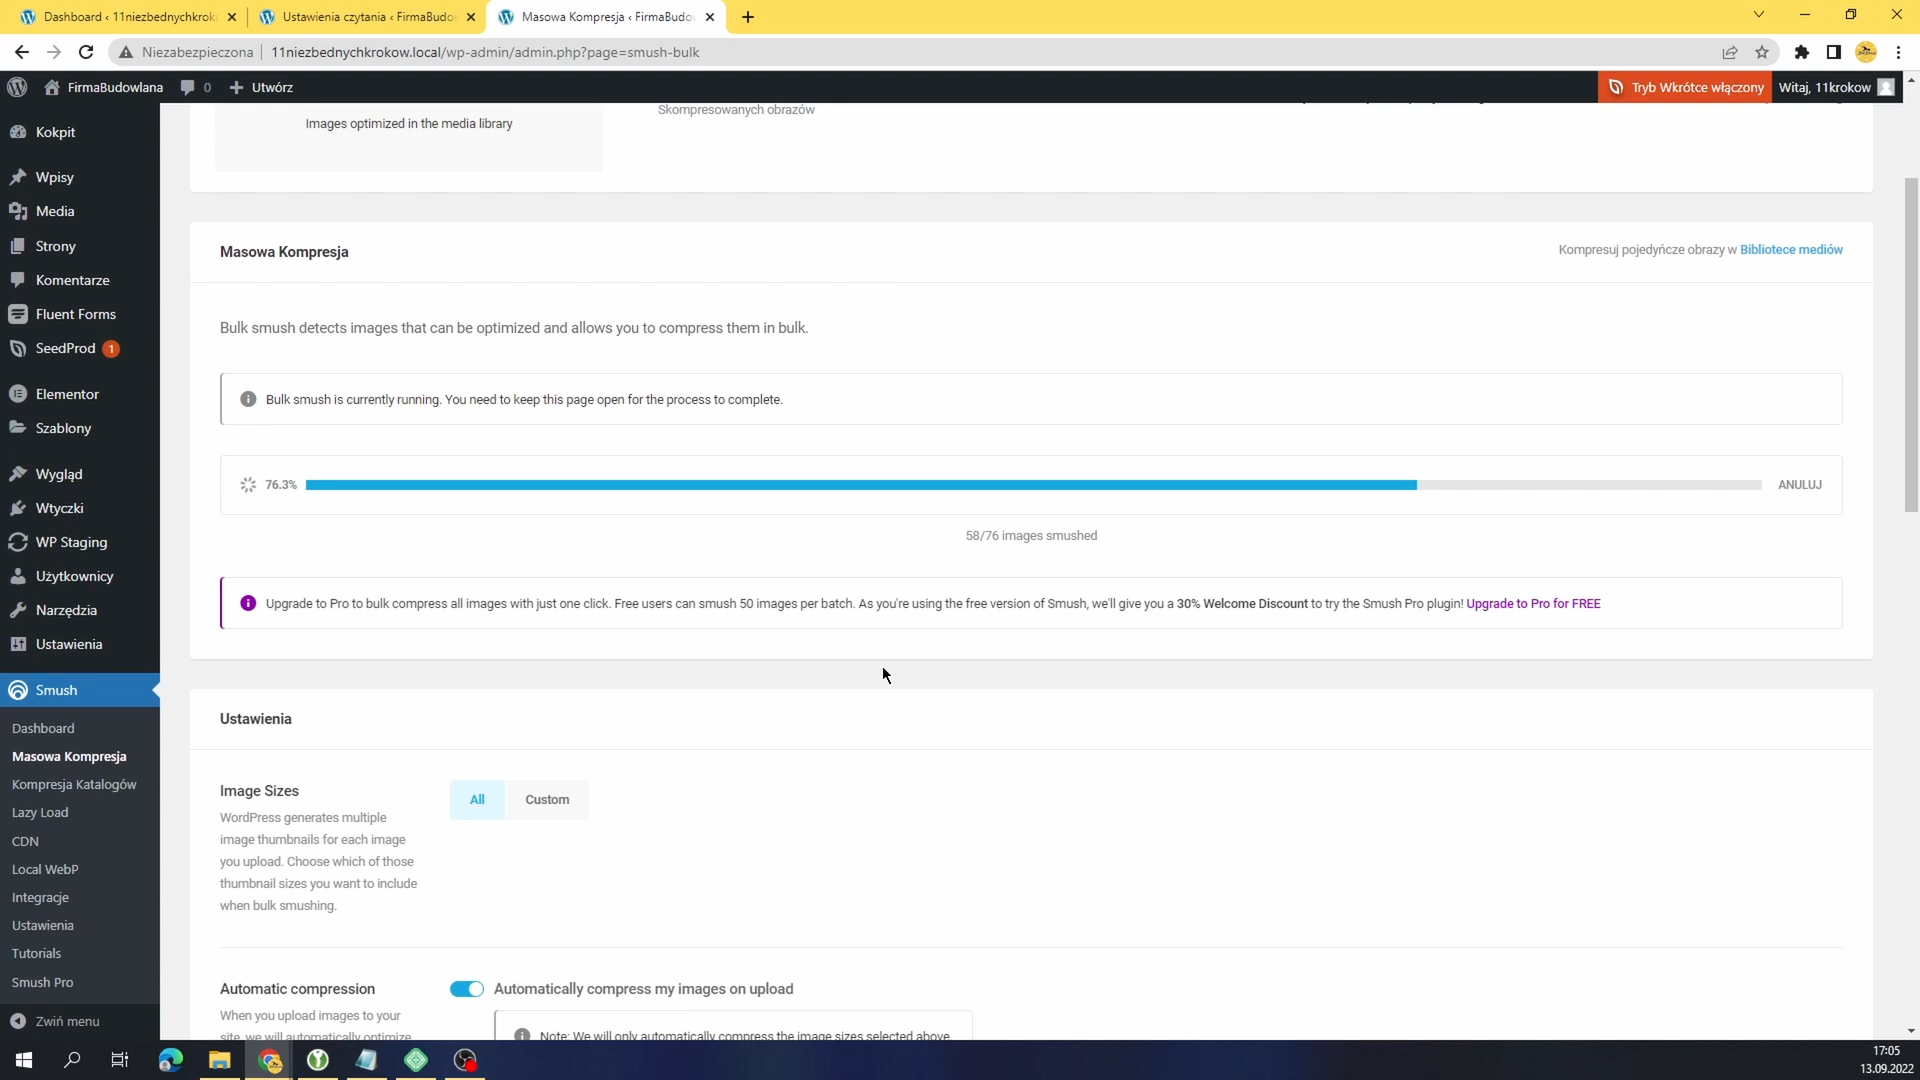 Dashboard ‹ 11niezbednychkrok
Ustawienia czytania ‹ FirmaBudo
Masowa Kompresja ‹ FirmaBudo
Niezabezpieczona
11niezbednychkrokow.local/wp-admin/admin.php?page=smush-bulk
FirmaBudowlana
0
Utwórz
Tryb Wkrótce włączony
Witaj, 11krokow
Kokpit
Wpisy
Media
Strony
Komentarze
Fluent Forms
SeedProd 1
Elementor
Szablony
Wygląd
Wtyczki
WP Staging
Użytkownicy
Narzędzia
Ustawienia
Smush
Dashboard
Masowa Kompresja
Kompresja Katalogów
Lazy Load
CDN
Local WebP
Integracje
Ustawienia
Tutorials
Smush Pro
Zwiń menu
Images optimized in the media library
Skompresowanych obrazów
Masowa Kompresja
Kompresuj pojedyńcze obrazy w Bibliotece mediów
Bulk smush detects images that can be optimized and allows you to compress them in bulk.
Bulk smush is currently running. You need to keep this page open for the process to complete.
76.3%
ANULUJ
58/76 images smushed
Upgrade to Pro to bulk compress all images with just one click. Free users can smush 50 images per batch. As you're using the free version of Smush, we'll give you a 30% Welcome Discount to try the Smush Pro plugin! Upgrade to Pro for FREE
Ustawienia
Image Sizes
WordPress generates multiple
image thumbnails for each image
you upload. Choose which of those
thumbnail sizes you want to include
when bulk smushing.
All
Custom
Automatic compression
When you upload images to your
site, we will automatically optimize
Automatically compress my images on upload
Note: We will only automatically compress the image sizes selected above.
17:05
13.09.2022